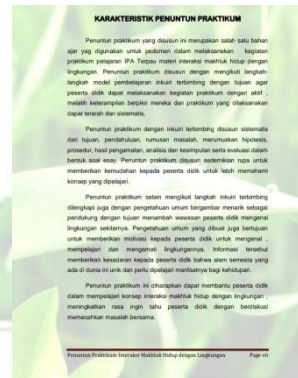 KARAKTERISTIK PENUNTUN PRAKTIKUM
Penuntun praktikum yang disusun ini merupakan salah satu bahan
ajar yag digunakan untuk pedoman dalam melaksanakan kegiatan
praktikum pelajaran IPA Terpau materi interaksi makhluk hidup dengan
lingkungan. Penuntun praktikum disusun dengan mengikuti langkah-
langkah model pembelajaran inkuiri terbimbing dengan tujuan agar
peserta didik dapat melaksanakan kegiatan praktikum dengan aktif ,
melatih keterampilan berpikir mereka dan praktikum yang dilaksanakan
dapat terarah dan sistematis.
Penuntun praktikum dengan inkuiri terbimbing disusun sistematis
dari tujuan, pendahuluan, rumusan masalah, merumuskan hipotesis,
prosedur, hasil pengamatan, analisis dan kesimpulan serta evaluasi dalam
bentuk soal esay. Penuntun praktikum disusun sedemikian rupa untuk
memberikan kemudahan kepada peserta didik untuk lebih memahami
konsep yang dipelajari.
Penuntun praktikum selain mengikuti langkah inkuiri terbimbing
dilengkapi juga dengan pengetahuan umum bergambar menarik sebagai
pendukung dengan tujuan menambah wawasan peserta didik mengenai
lingkungan sekitarnya. Pengetahuan umum yang dibuat juga bertujuan
untuk memberikan motivasi kepada peserta didik untuk mengenal ,
mempelajari dan mengamati lingkungannya. Informasi tersebut
memberikan kesadaran kepada peserta didik bahwa alam semesta yang
ada di dunia ini unik dan perlu dipelajari manfaatnya bagi kehidupan.
Penuntun praktikum ini diharapkan dapat membantu peserta didik
dalam mempelajari konsep interaksi makhluk hidup dengan lingkungan ;
meningkatkan rasa ingin tahu peserta didik dengan berdiskusi
memecahkan masalah bersama.
Penuntun Praktikum Interaksi Makhluk Hidup dengan Lingkungan Page vii